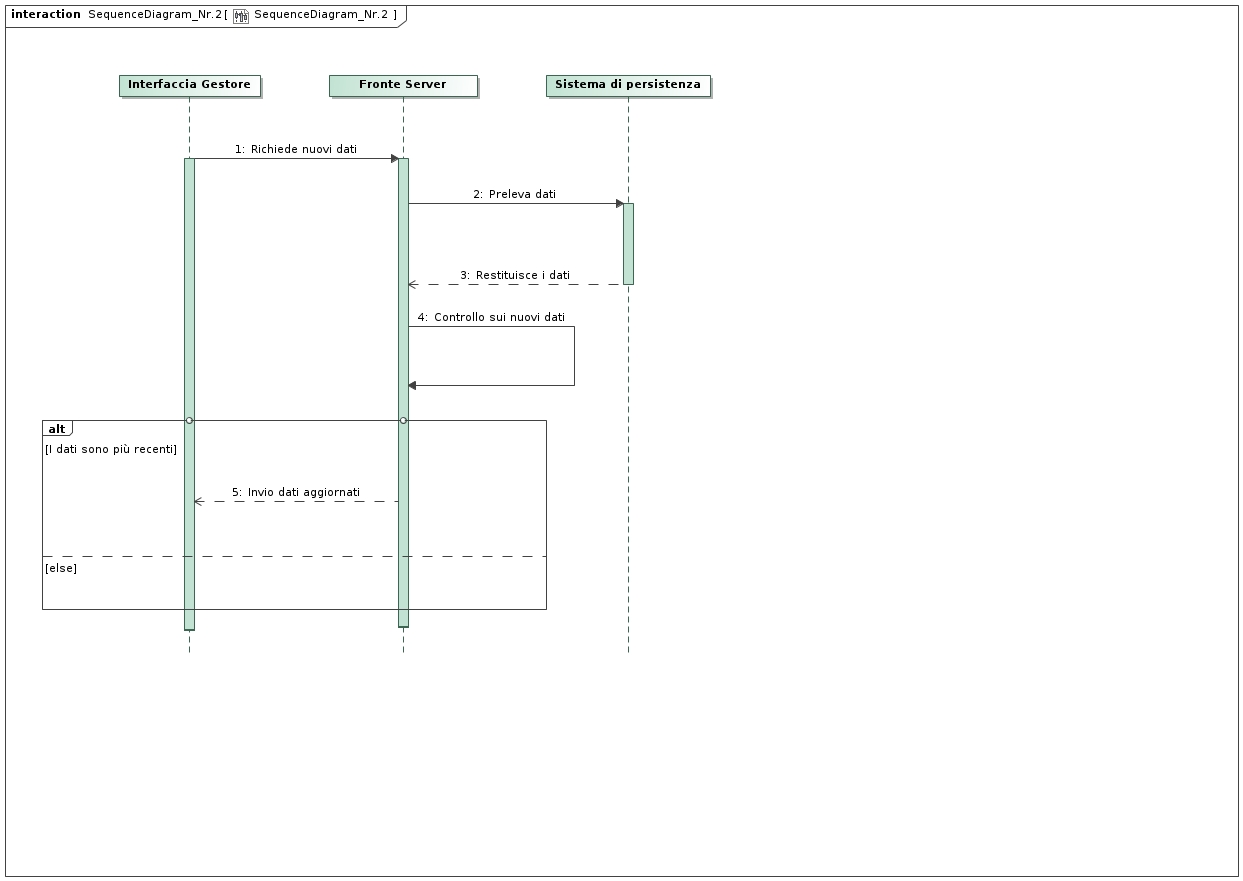 interaction SequenceDiagram_Nr.2[ SequenceDiagram_Nr.2 ]
Interfaccia Gestore Fronte Server Sistema di persistenza
1: Richiede nuovi dati
2: Preleva dati
3: Restituisce i dati
4: Controllo sui nuovi dati
alt
[I dati sono più recenti]
5: Invio dati aggiornati
[else]